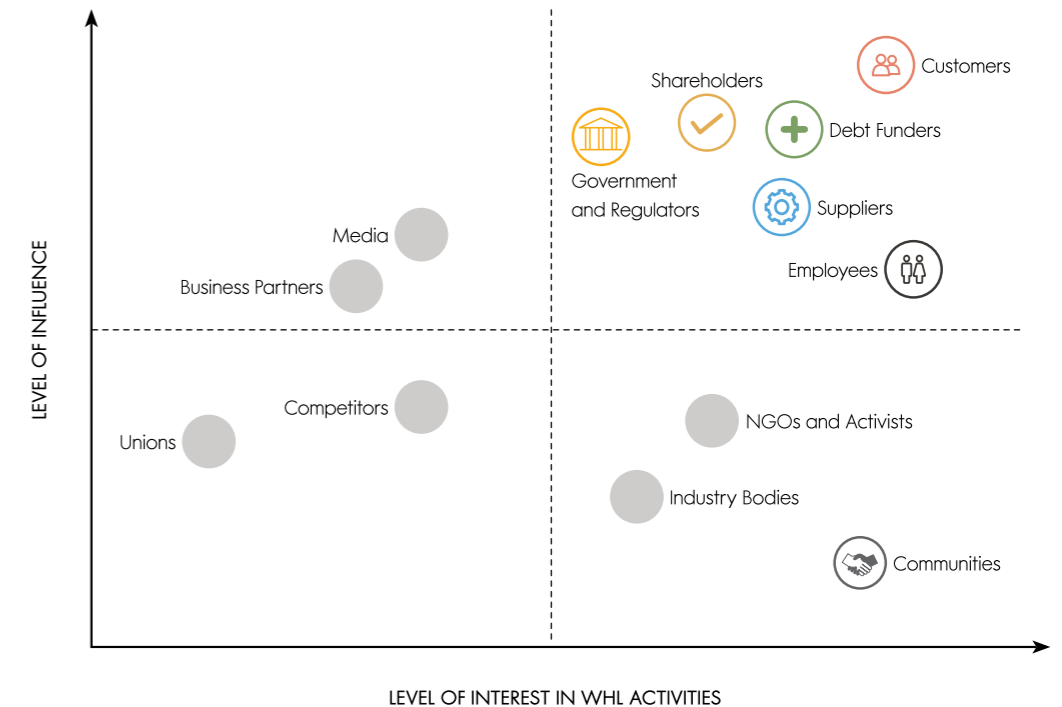 Customers
Shareholders
Debt Funders
Government
and Regulators
Suppliers
Media
Employees
Business Partners
LEVEL OF INFLUENCE
Competitors
NGOs and Activists
Unions
Industry Bodies
Communities
LEVEL OF INTEREST IN WHL ACTIVITIES